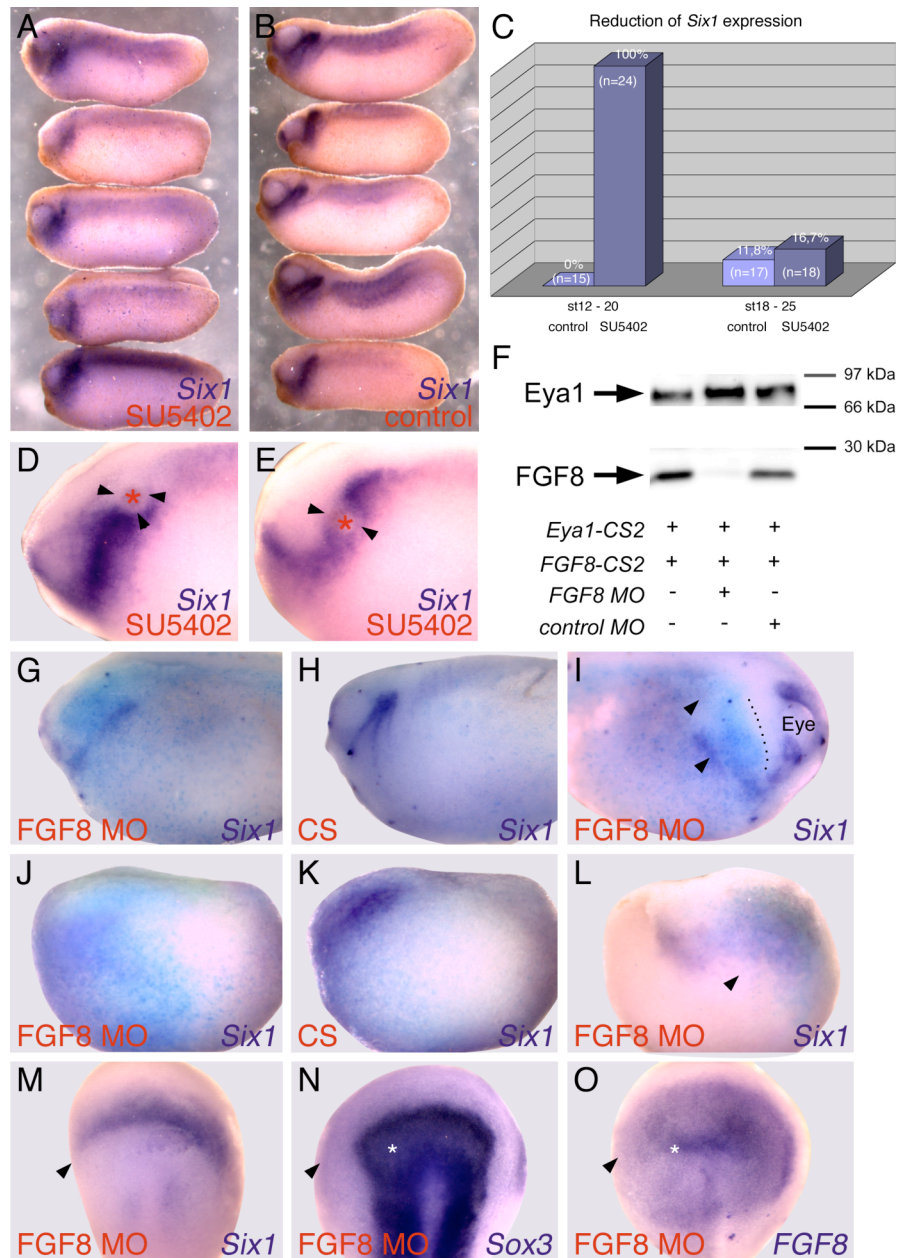 A
Six1
SU5402
B
Six1
control
C
Reduction of Six1 expression
0%
(n=15)
100%
(n=24)
11,8%
(n=17)
16,7%
(n=18)
st12 - 20
st18 - 25
control SU5402
control SU5402
D
Six1
SU5402
E
Six1
SU5402
F
Eya1
97 kDa
66 kDa
30 kDa
FGF8
Eya1-CS2 + + +
FGF8-CS2 + + +
FGF8 MO - + -
control MO - - +
G
FGF8 MO Six1
H
CS Six1
I
Eye
FGF8 MO Six1
J
FGF8 MO Six1
K
CS Six1
L
FGF8 MO Six1
M
FGF8 MO Six1
N
*
FGF8 MO Sox3
O
*
FGF8 MO FGF8